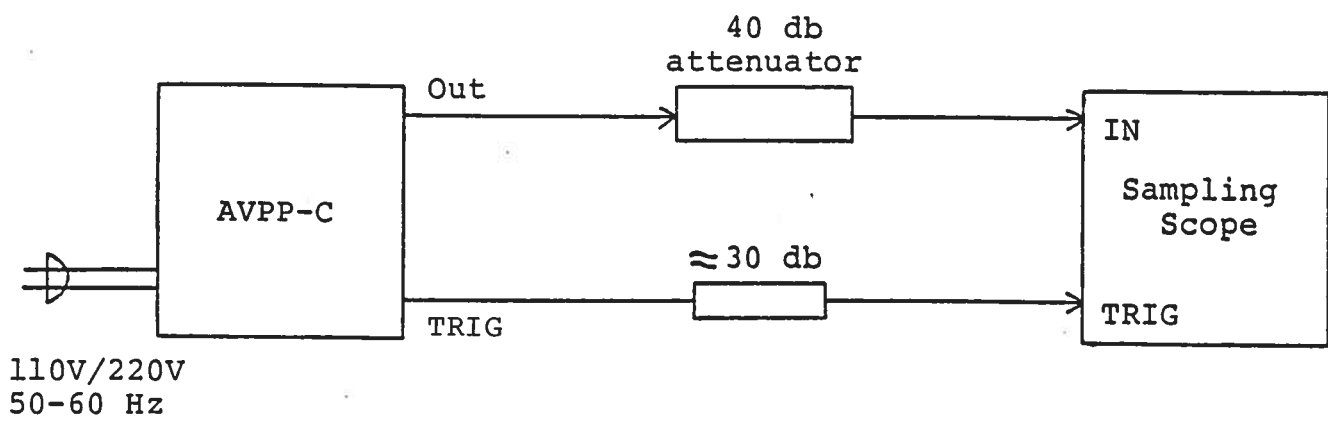 40 db
attenuator
Out
IN
AVPP-C
Sampling
Scope
≈ 30 db
TRIG
TRIG
110V/220V
50-60 Hz